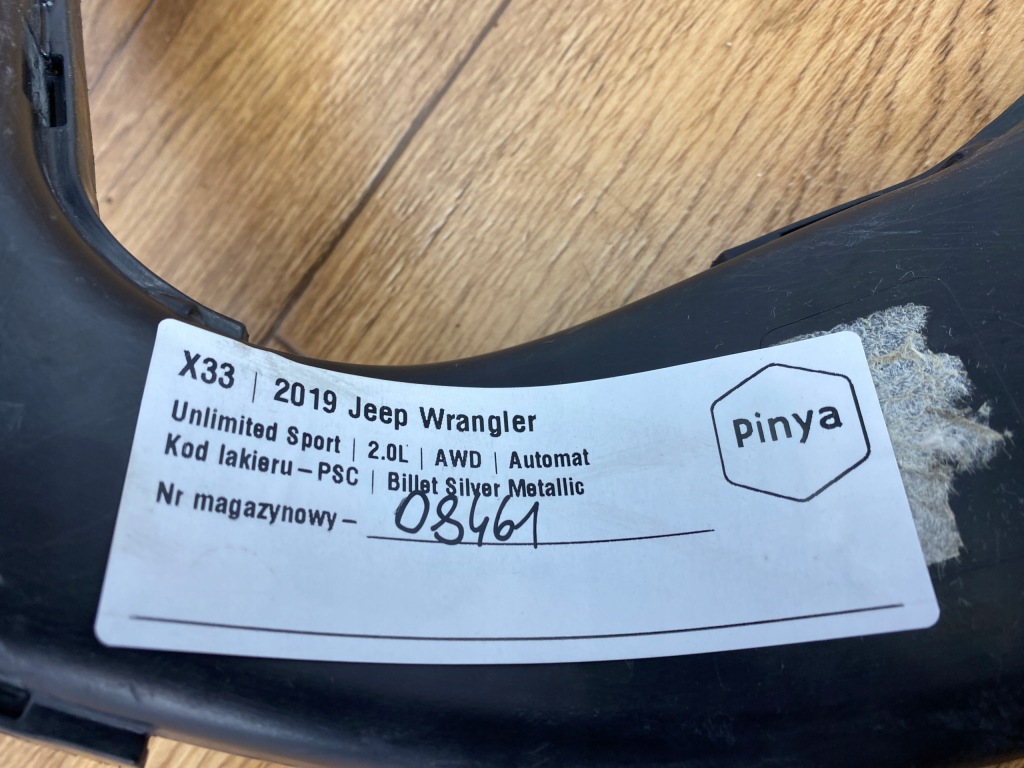 X33 | 2019 Jeep Wrangler
Unlimited Sport | 2.0L | AWD | Automat
Kod lakieru – PSC | Billet Silver Metallic
Nr magazynowy – 08461
Pinya